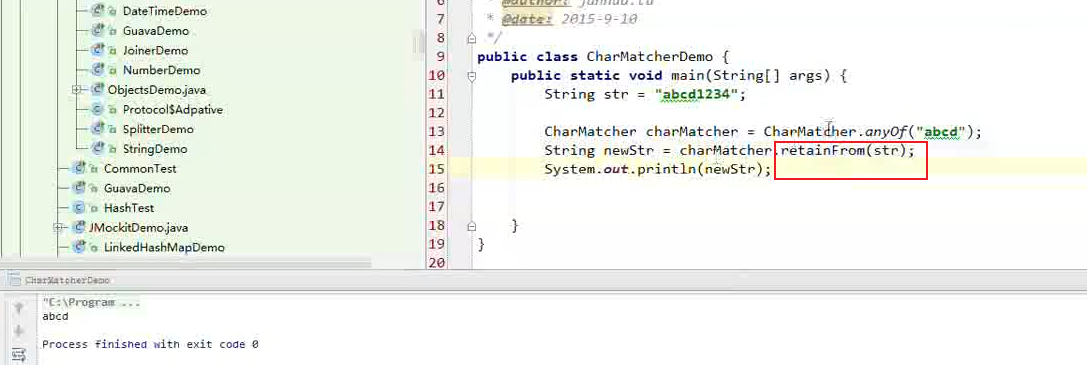 DateTimeDemo
GuavaDemo
JoinerDemo
NumberDemo
ObjectsDemo.java
Protocol$Adpative
SplitterDemo
StringDemo
CommonTest
GuavaDemo
HashTest
JMockitDemo.java
LinkedHashMapDemo
6 * @author:
7 * @date: 2015-9-10
8 */
9 public class CharMatcherDemo {
10 public static void main(String[] args) {
11 String str = "abcd1234";
12
13 CharMatcher charMatcher = CharMatcher.anyOf("abcd");
14 String newStr = charMatcher.retainFrom(str);
15 System.out.println(newStr);
16
17
18 }
19 }
20
CharMatcherDemo
"C:\Program ...
abcd
Process finished with exit code 0